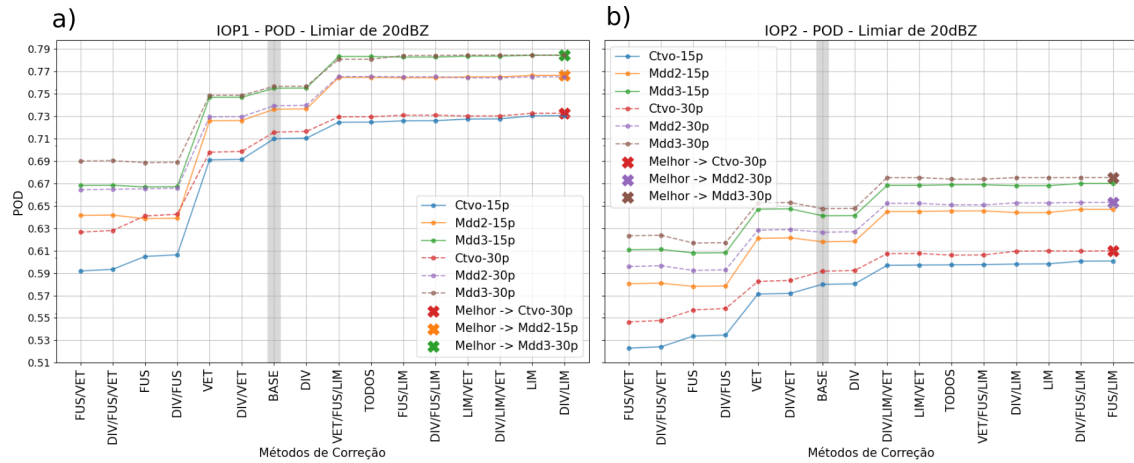 a)
IOP1 - POD - Limiar de 20dBZ
POD
0.79
0.77
0.75
0.73
0.71
0.69
0.67
0.65
0.63
0.61
0.59
0.57
0.55
0.53
0.51
Ctvo-15p
Mdd2-15p
Mdd3-15p
Ctvo-30p
Mdd2-30p
Mdd3-30p
Melhor -> Ctvo-30p
Melhor -> Mdd2-15p
Melhor -> Mdd3-30p
FUS/VET
DIV/FUS/VET
FUS
DIV/FUS
VET
DIV/VET
BASE
DIV
VET/FUS/LIM
TODOS
FUS/LIM
DIV/FUS/LIM
LIM/VET
DIV/LIM/VET
LIM
DIV/LIM
Métodos de Correção
b)
IOP2 - POD - Limiar de 20dBZ
Ctvo-15p
Mdd2-15p
Mdd3-15p
Ctvo-30p
Mdd2-30p
Mdd3-30p
Melhor -> Ctvo-30p
Melhor -> Mdd2-30p
Melhor -> Mdd3-30p
FUS/VET
DIV/FUS/VET
FUS
DIV/FUS
VET
DIV/VET
BASE
DIV
DIV/LIM/VET
LIM/VET
TODOS
VET/FUS/LIM
DIV/LIM
LIM
DIV/FUS/LIM
FUS/LIM
Métodos de Correção